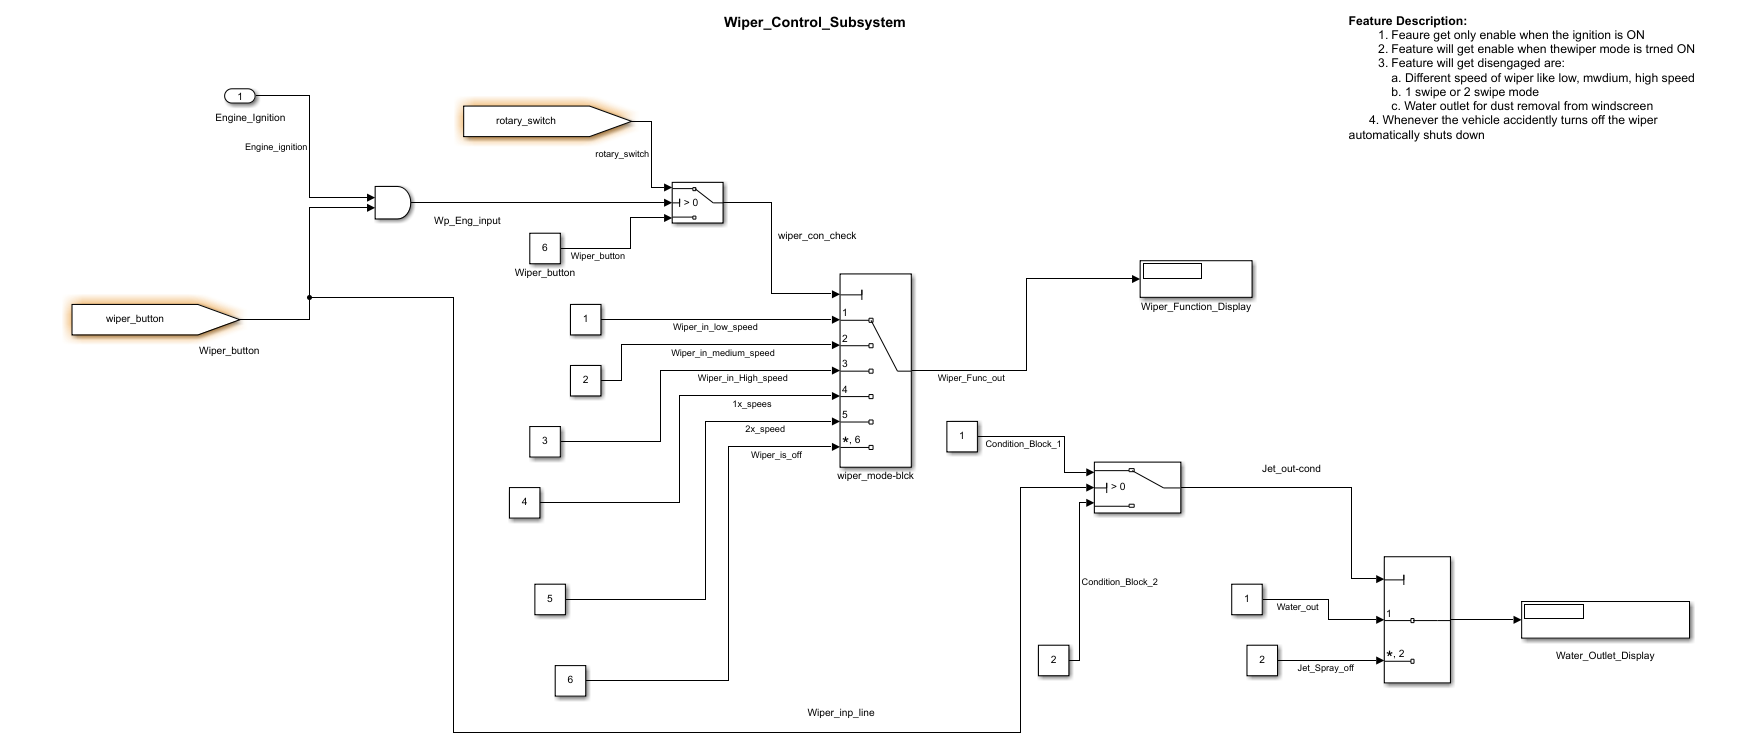 Wiper_Control_Subsystem
Feature Description:
1. Feaure get only enable when the ignition is ON
2. Feature will get enable when thewiper mode is trned ON
3. Feature will get disengaged are:
a. Different speed of wiper like low, mwdium, high speed
b. 1 swipe or 2 swipe mode
c. Water outlet for dust removal from windscreen
4. Whenever the vehicle accidently turns off the wiper
automatically shuts down
1
Engine_Ignition
Engine_ignition
rotary_switch
rotary_switch
> 0
Wp_Eng_input
6
Wiper_button
Wiper_button
wiper_con_check
wiper_button
Wiper_button
1
Wiper_in_low_speed
2
Wiper_in_medium_speed
3
Wiper_in_High_speed
4
1x_spees
5
2x_speed
6
Wiper_is_off
1
2
3
4
5
*, 6
wiper_mode-blck
Wiper_Func_out
Wiper_Function_Display
1
Condition_Block_1
> 0
Jet_out-cond
Condition_Block_2
2
1
Water_out
2
Jet_Spray_off
1
*, 2
Water_Outlet_Display
Wiper_inp_line